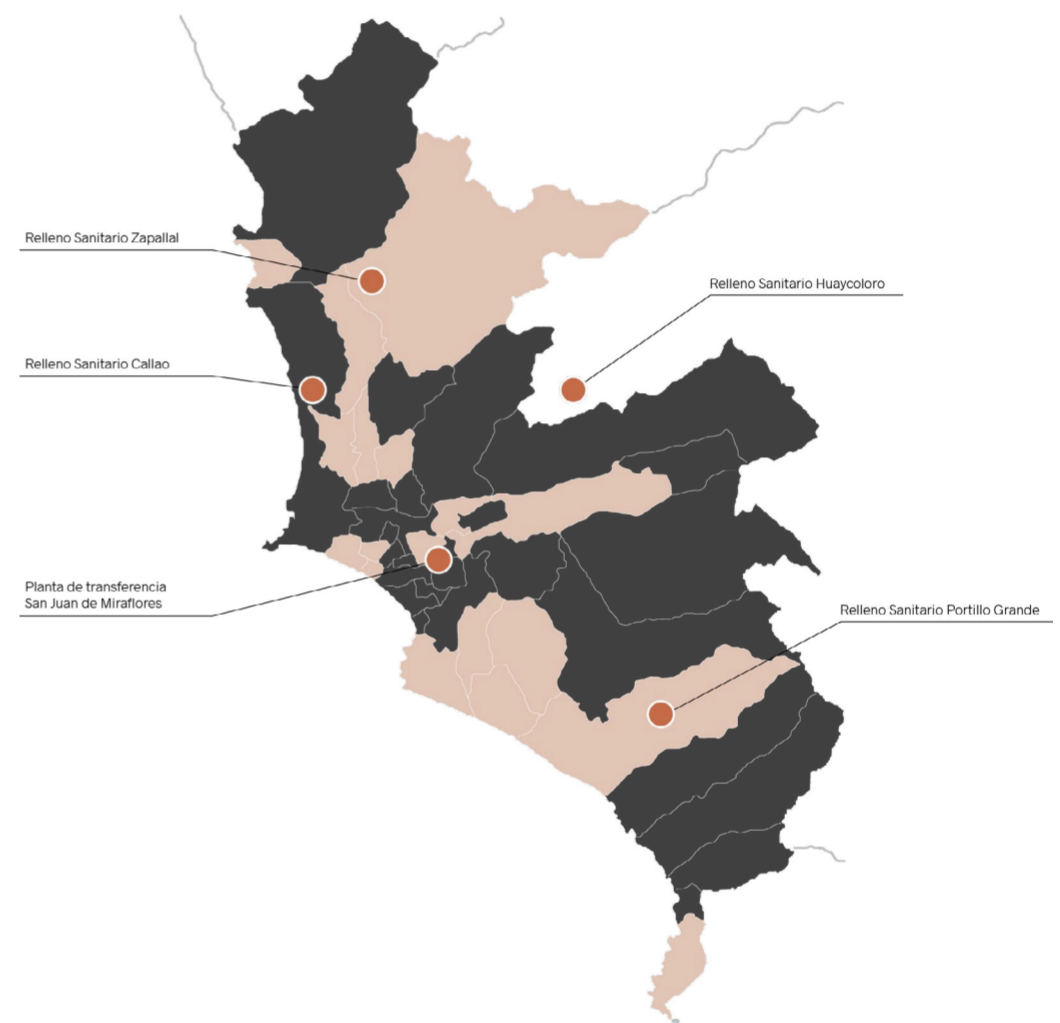 Relleno Sanitario Zapallal
Relleno Sanitario Huaycoloro
Relleno Sanitario Callao
Planta de transferencia
San Juan de Miraflores
Relleno Sanitario Portillo Grande